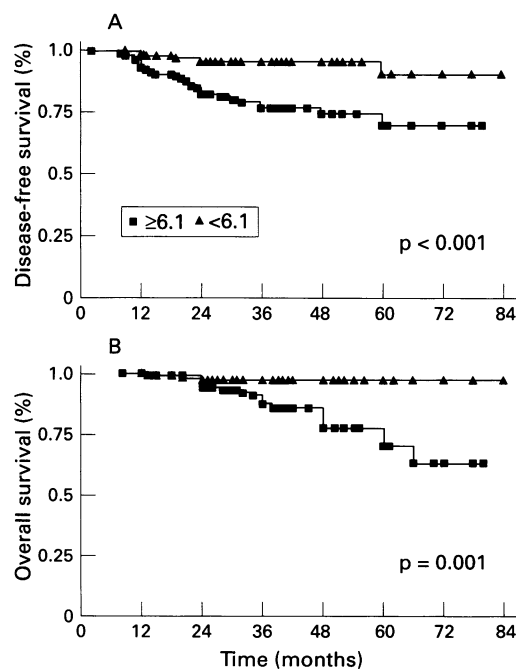 A
Disease-free survival (%)
1.0
0.75
0.5
0.25
0
■ ≥6.1 ▲ <6.1
p < 0.001
0 12 24 36 48 60 72 84
B
Overall survival (%)
1.00
0.75
0.5
0.25
0
p = 0.001
0 12 24 36 48 60 72 84
Time (months)